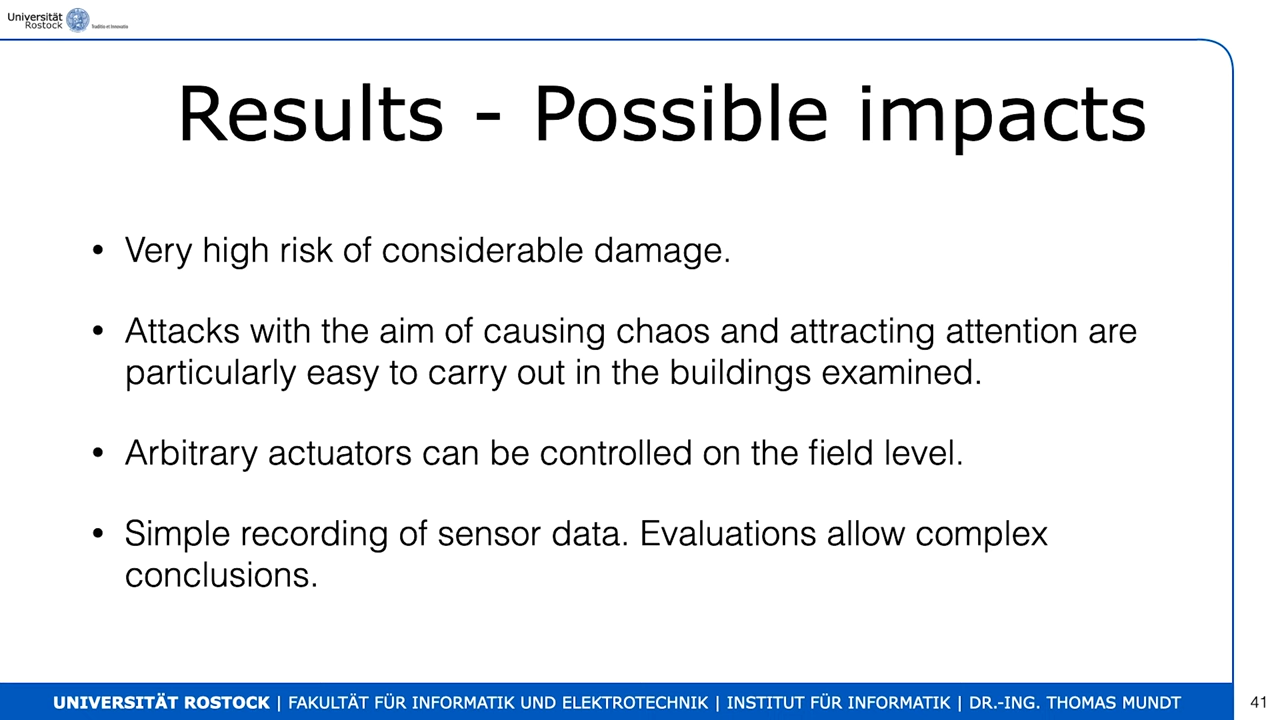 Universität
Rostock
Traditio et Innovatio
Results - Possible impacts
• Very high risk of considerable damage.
• Attacks with the aim of causing chaos and attracting attention are
particularly easy to carry out in the buildings examined.
• Arbitrary actuators can be controlled on the field level.
• Simple recording of sensor data. Evaluations allow complex
conclusions.
UNIVERSITÄT ROSTOCK | FAKULTÄT FÜR INFORMATIK UND ELEKTROTECHNIK | INSTITUT FÜR INFORMATIK | DR.-ING. THOMAS MUNDT
41